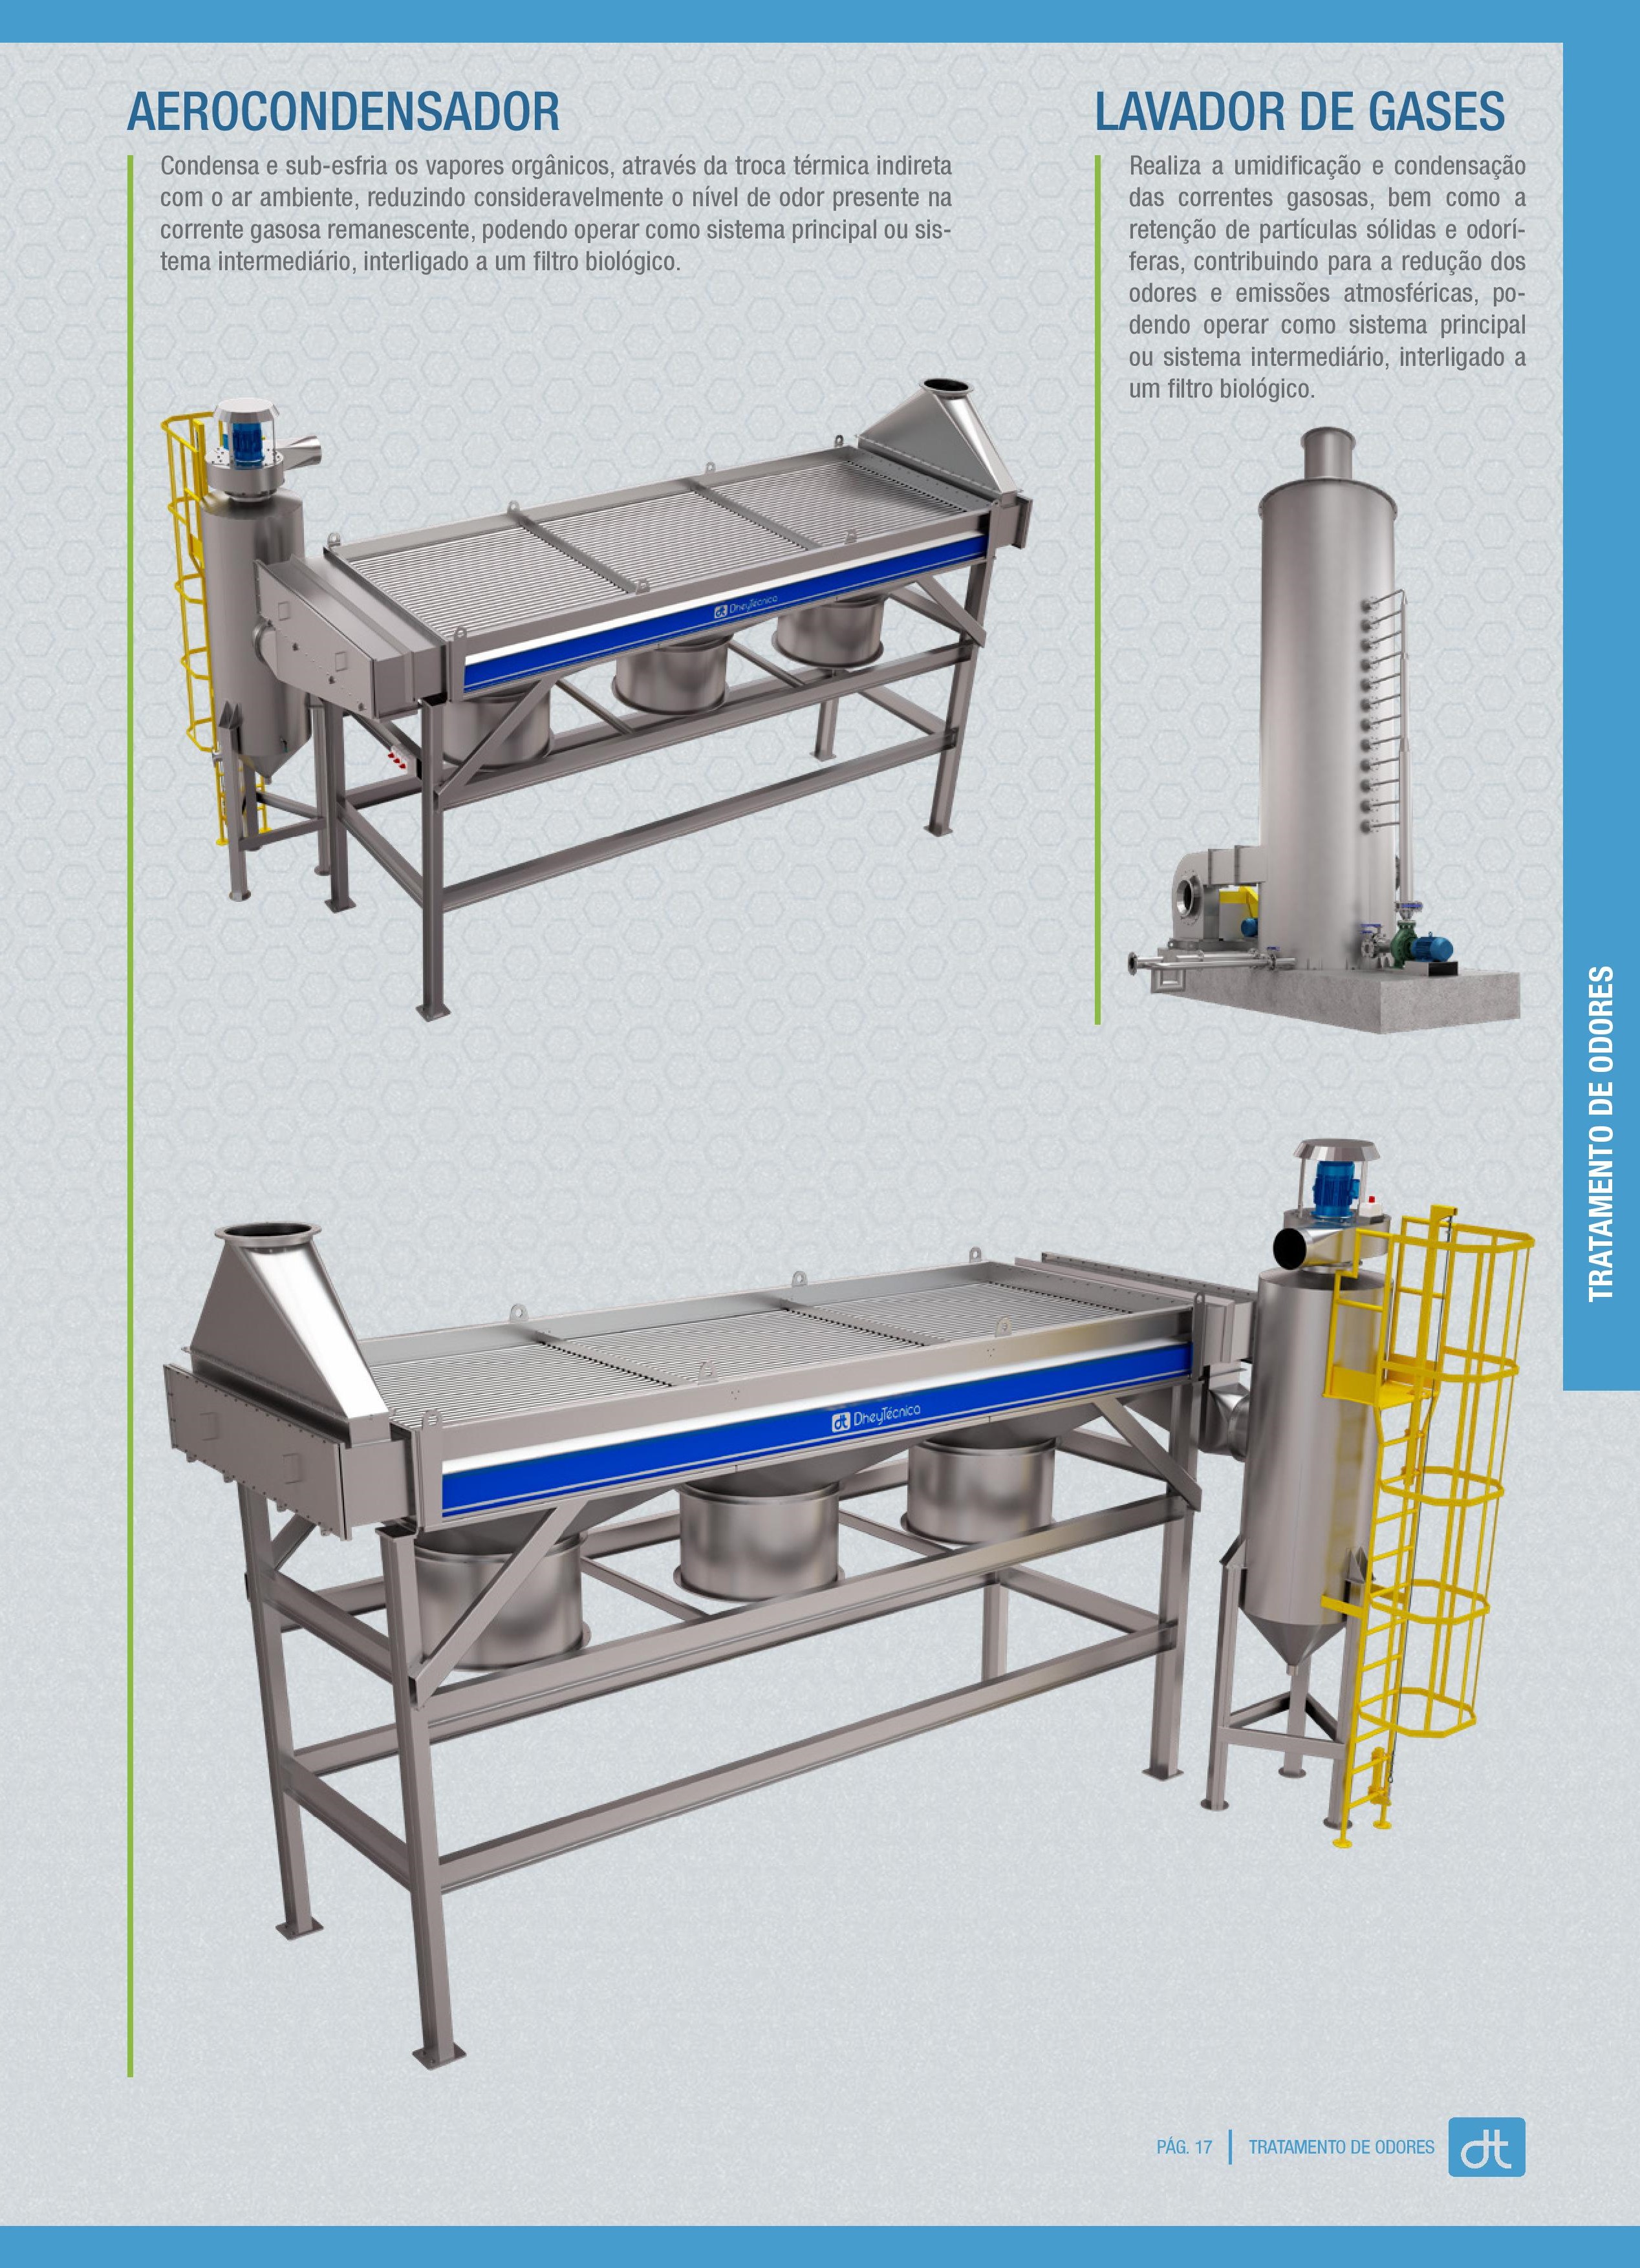 AEROCONDENSADOR
Condensa e sub-esfria os vapores orgânicos, através da troca térmica indireta
com o ar ambiente, reduzindo consideravelmente o nível de odor presente na
corrente gasosa remanescente, podendo operar como sistema principal ou sis-
tema intermediário, interligado a um filtro biológico.
LAVADOR DE GASES
Realiza a umidificação e condensação
das correntes gasosas, bem como a
retenção de partículas sólidas e odorí-
feras, contribuindo para a redução dos
odores e emissões atmosféricas, po-
dendo operar como sistema principal
ou sistema intermediário, interligado a
um filtro biológico.
dt DheyTécnica
TRATAMENTO DE ODORES
dt DheyTécnica
PÁG. 17 | TRATAMENTO DE ODORES dt